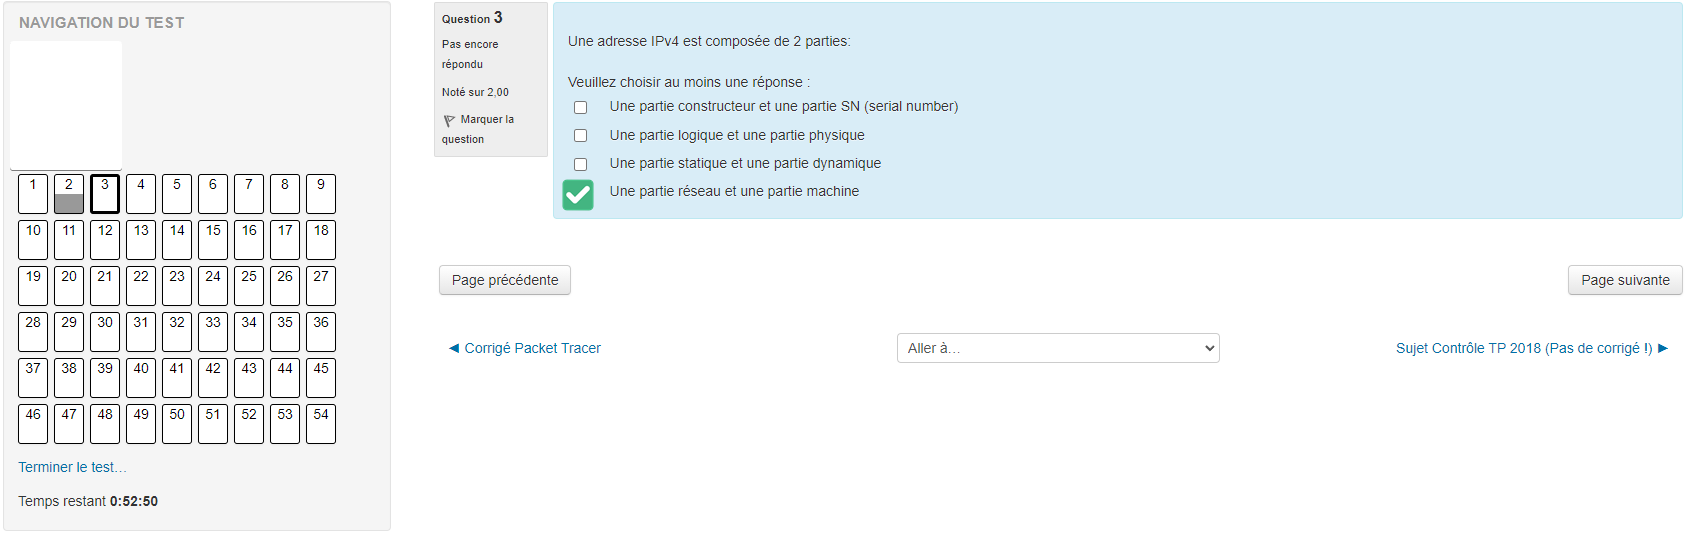 NAVIGATION DU TEST
1 2 3 4 5 6 7 8 9
10 11 12 13 14 15 16 17 18
19 20 21 22 23 24 25 26 27
28 29 30 31 32 33 34 35 36
37 38 39 40 41 42 43 44 45
46 47 48 49 50 51 52 53 54
Terminer le test…
Temps restant 0:52:50
Question 3
Pas encore
répondu
Noté sur 2,00
Marquer la
question
Une adresse IPv4 est composée de 2 parties:
Veuillez choisir au moins une réponse :
Une partie constructeur et une partie SN (serial number)
Une partie logique et une partie physique
Une partie statique et une partie dynamique
Une partie réseau et une partie machine
Page précédente
Page suivante
◄ Corrigé Packet Tracer
Aller à…
Sujet Contrôle TP 2018 (Pas de corrigé !) ►